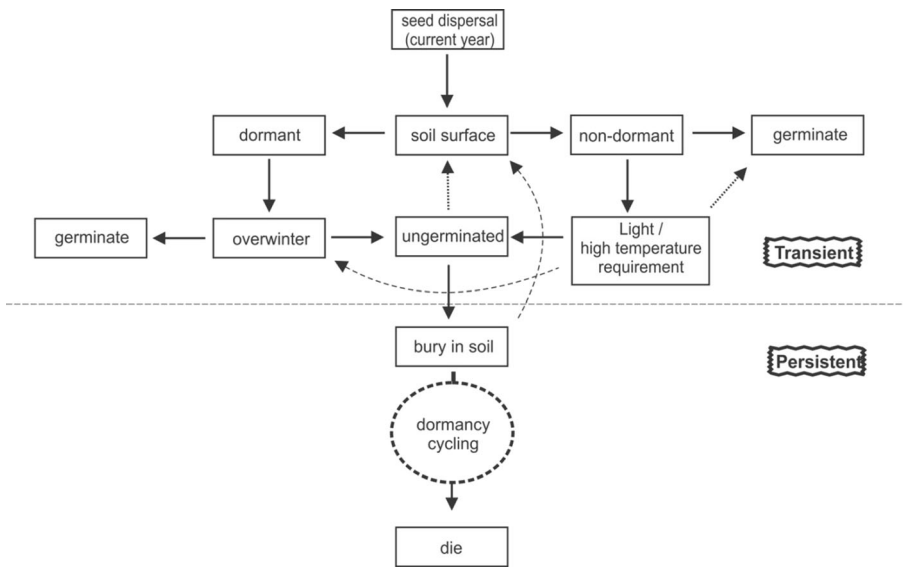 seed dispersal
(current year)
dormant
soil surface
non-dormant
germinate
germinate
overwinter
ungerminated
Light /
high temperature
requirement
Transient
bury in soil
Persistent
dormancy
cycling
die